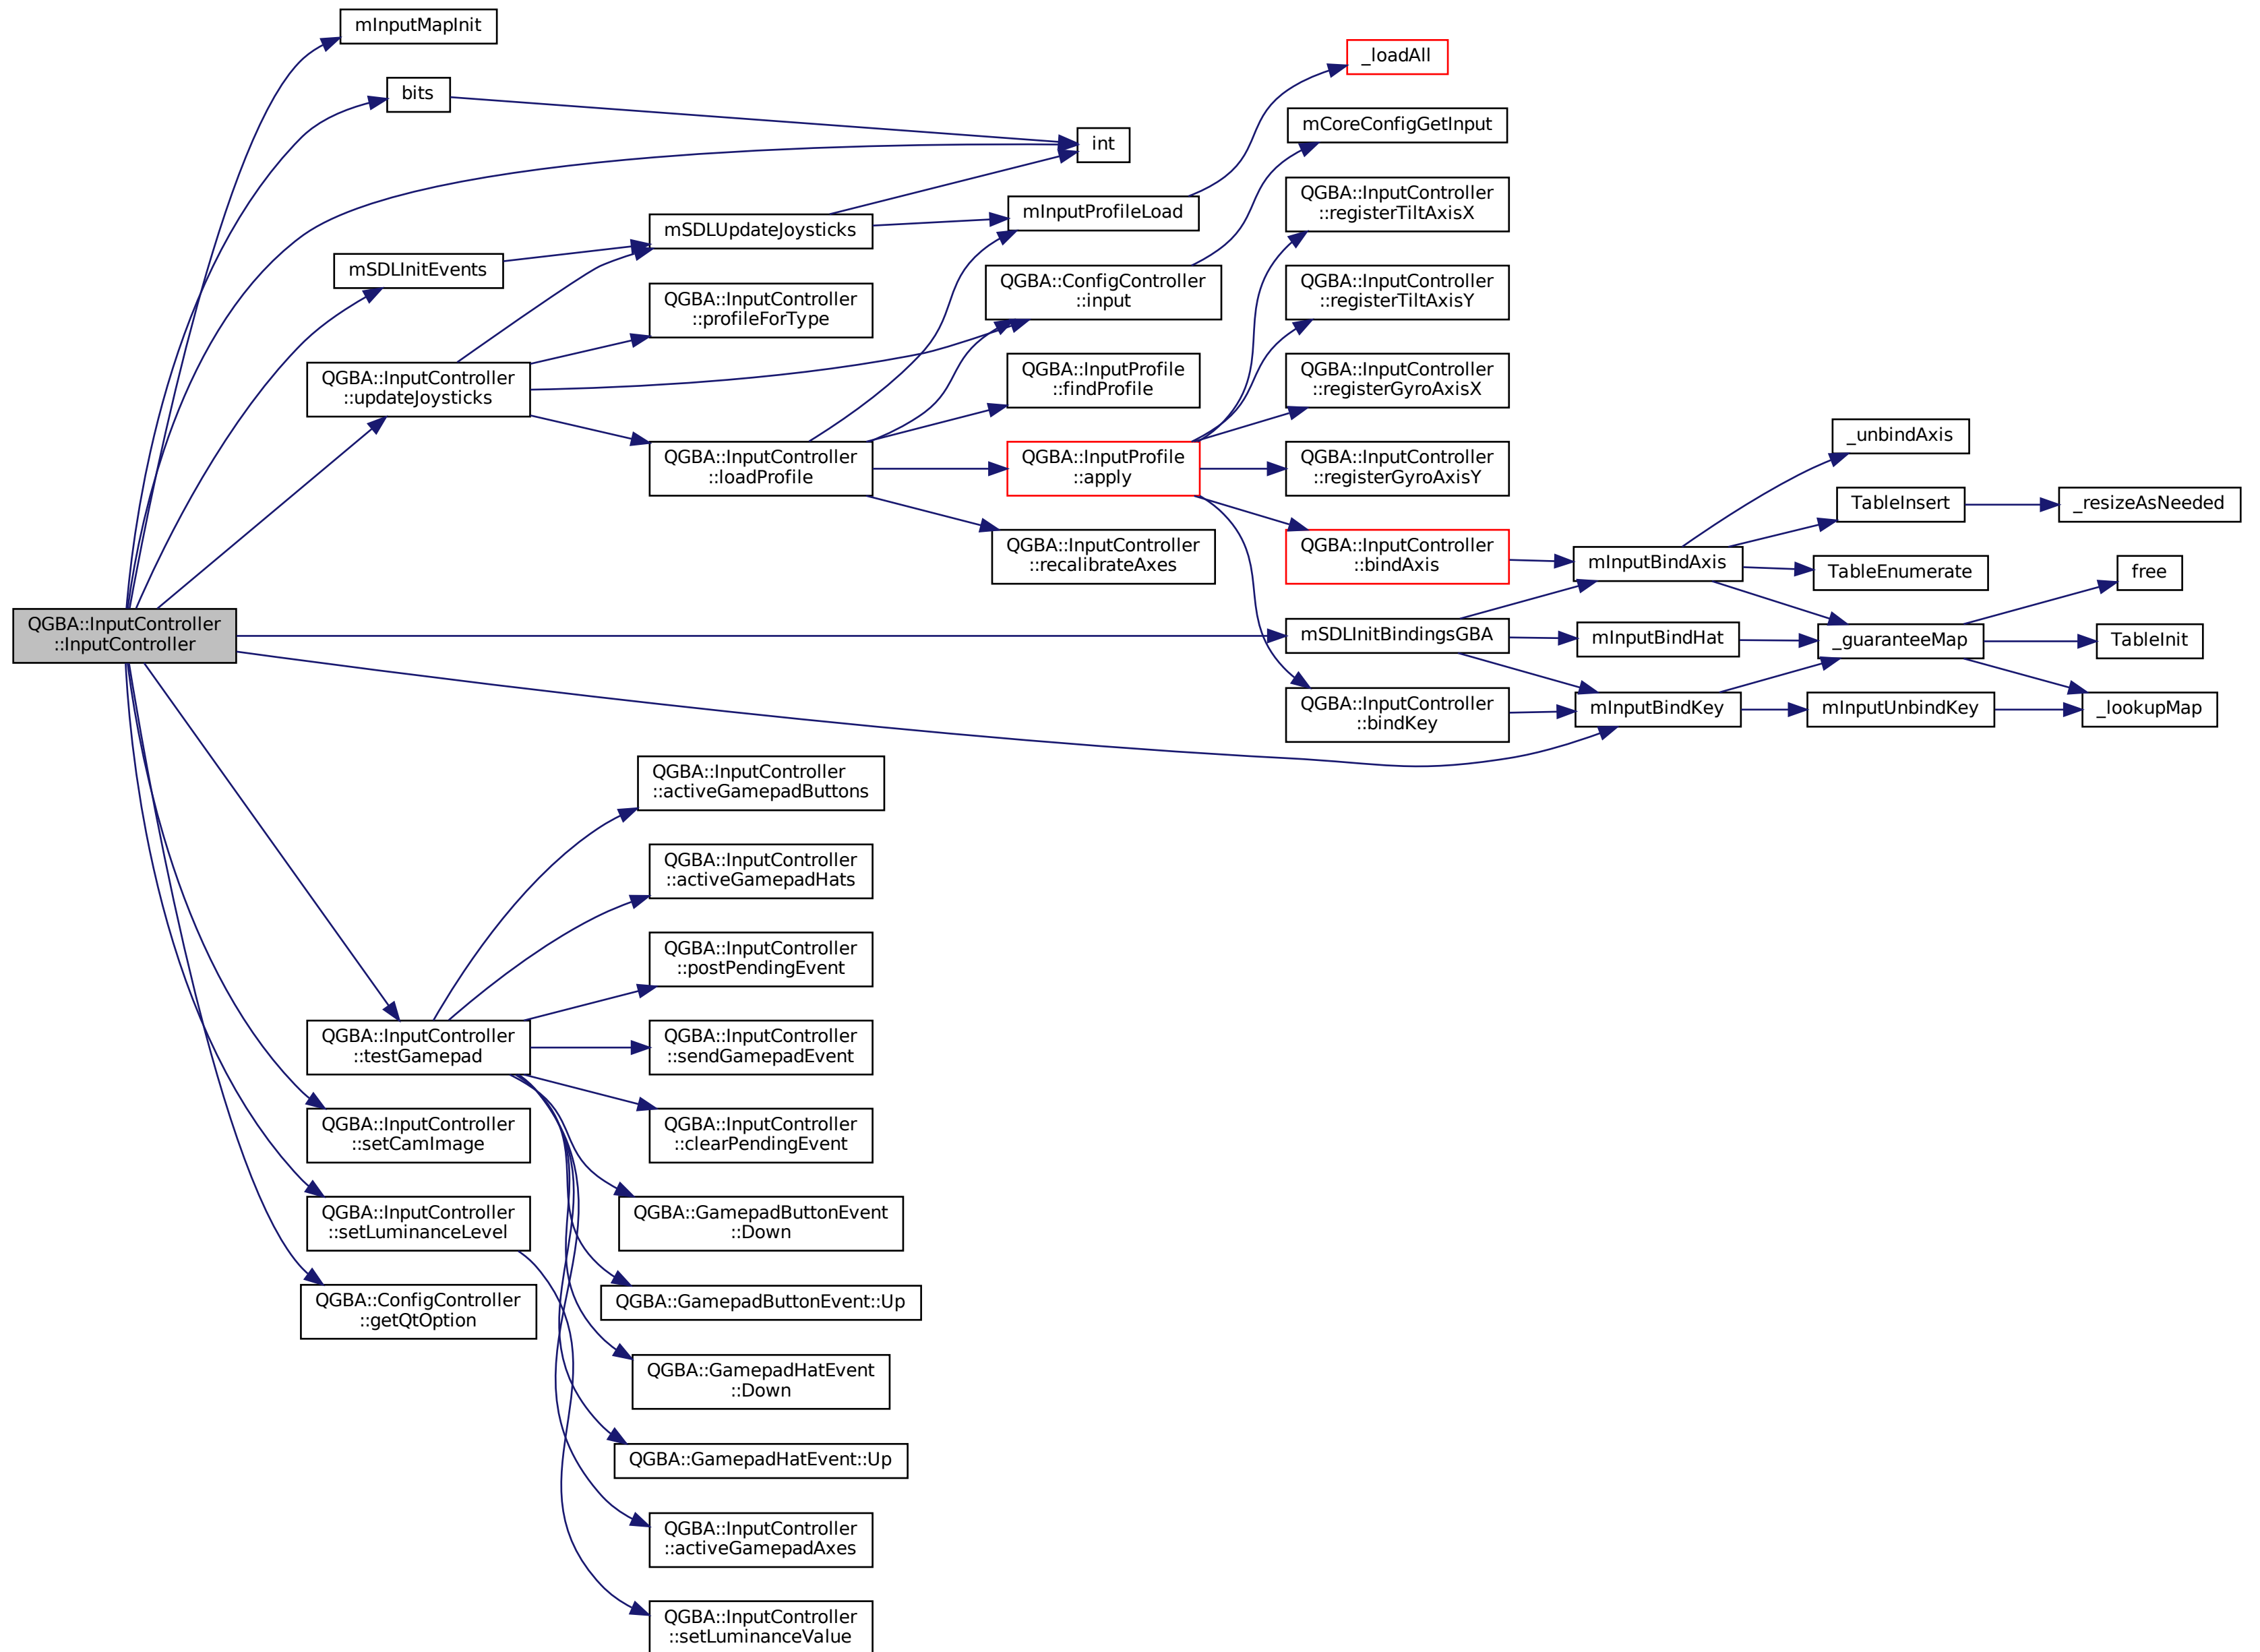 mInputMapInit
_loadAll
bits
mCoreConfigGetInput
int
QGBA::InputController
::registerTiltAxisX
mInputProfileLoad
mSDLUpdateJoysticks
mSDLInitEvents
QGBA::ConfigController
::input
QGBA::InputController
::registerTiltAxisY
QGBA::InputController
::profileForType
QGBA::InputController
::updateJoysticks
QGBA::InputProfile
::findProfile
QGBA::InputController
::registerGyroAxisX
_unbindAxis
QGBA::InputController
::loadProfile
QGBA::InputProfile
::apply
QGBA::InputController
::registerGyroAxisY
TableInsert
_resizeAsNeeded
QGBA::InputController
::recalibrateAxes
QGBA::InputController
::bindAxis
mInputBindAxis
TableEnumerate
free
QGBA::InputController
::InputController
mSDLInitBindingsGBA
mInputBindHat
_guaranteeMap
TableInit
QGBA::InputController
::bindKey
mInputBindKey
mInputUnbindKey
_lookupMap
QGBA::InputController
::activeGamepadButtons
QGBA::InputController
::activeGamepadHats
QGBA::InputController
::postPendingEvent
QGBA::InputController
::testGamepad
QGBA::InputController
::sendGamepadEvent
QGBA::InputController
::setCamImage
QGBA::InputController
::clearPendingEvent
QGBA::InputController
::setLuminanceLevel
QGBA::GamepadButtonEvent
::Down
QGBA::ConfigController
::getQtOption
QGBA::GamepadButtonEvent::Up
QGBA::GamepadHatEvent
::Down
QGBA::GamepadHatEvent::Up
QGBA::InputController
::activeGamepadAxes
QGBA::InputController
::setLuminanceValue